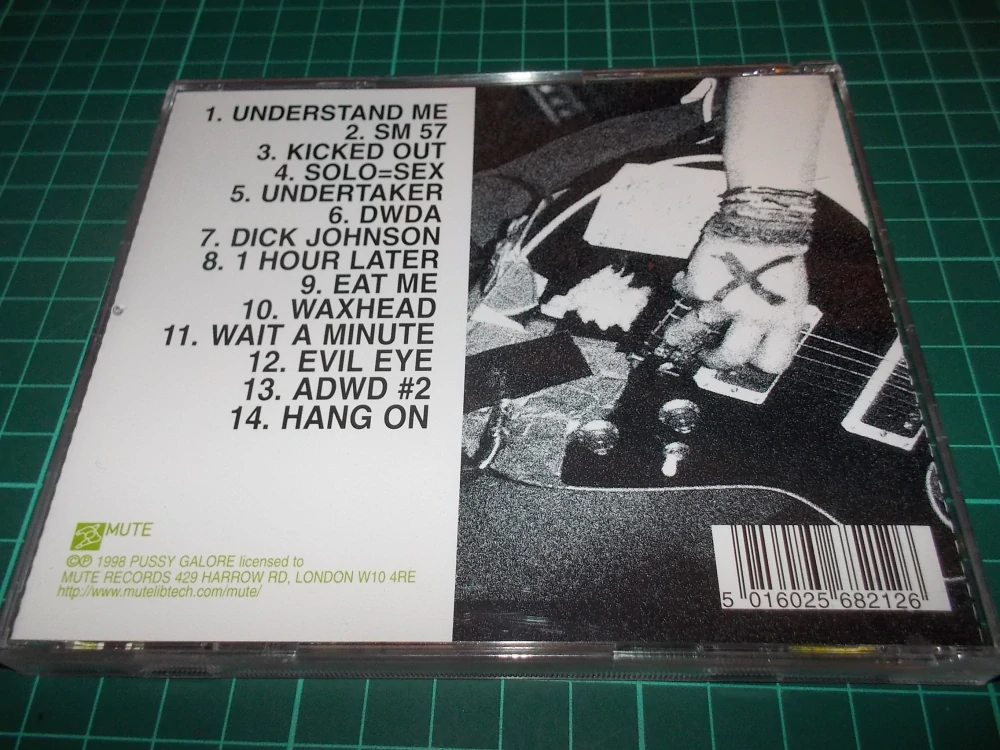 1. UNDERSTAND ME
2. SM 57
3. KICKED OUT
4. SOLO=SEX
5. UNDERTAKER
6. DWDA
7. DICK JOHNSON
8. 1 HOUR LATER
9. EAT ME
10. WAXHEAD
11. WAIT A MINUTE
12. EVIL EYE
13. ADWD #2
14. HANG ON
MUTE
©℗ 1998 PUSSY GALORE licensed to
MUTE RECORDS 429 HARROW RD, LONDON W10 4RE
http://www.mutelibtech.com/mute/
5 016025 682126